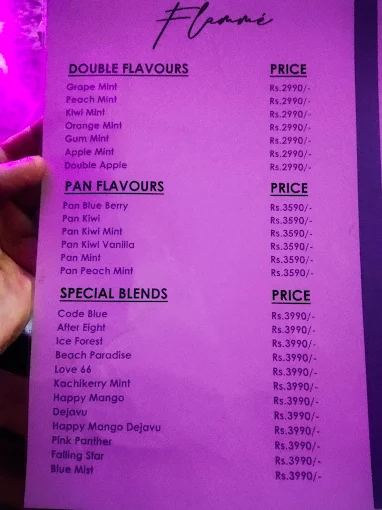 Flammé
DOUBLE FLAVOURS PRICE
Grape Mint Rs.2990/-
Peach Mint Rs.2990/-
Kiwi Mint Rs.2990/-
Orange Mint Rs.2990/-
Gum Mint Rs.2990/-
Apple Mint Rs.2990/-
Double Apple Rs.2990/-
PAN FLAVOURS PRICE
Pan Blue Berry Rs.3590/-
Pan Kiwi Rs.3590/-
Pan Kiwi Mint Rs.3590/-
Pan Kiwi Vanilla Rs.3590/-
Pan Mint Rs.3590/-
Pan Peach Mint Rs.3590/-
SPECIAL BLENDS PRICE
Code Blue Rs.3990/-
After Eight Rs.3990/-
Ice Forest Rs.3990/-
Beach Paradise Rs.3990/-
Love 66 Rs.3990/-
Kachikerry Mint Rs.3990/-
Happy Mango Rs.3990/-
Dejavu Rs.3990/-
Happy Mango Dejavu Rs.3990/-
Pink Panther Rs.3990/-
Falling Star Rs.3990/-
Blue Mist Rs.3990/-